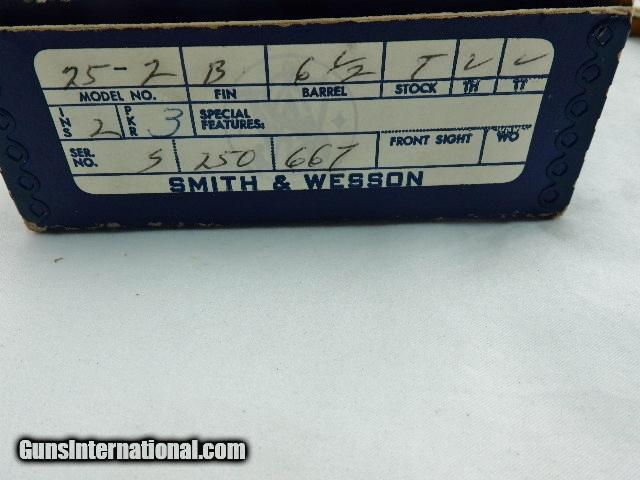 25-2 B 6 1/2 T ✓ ✓
MODEL NO. FIN BARREL STOCK TH TT
INS 2 PKR 3 SPECIAL FEATURES:
SER. NO. S 250 667 FRONT SIGHT WO
SMITH & WESSON
GunsInternational.com